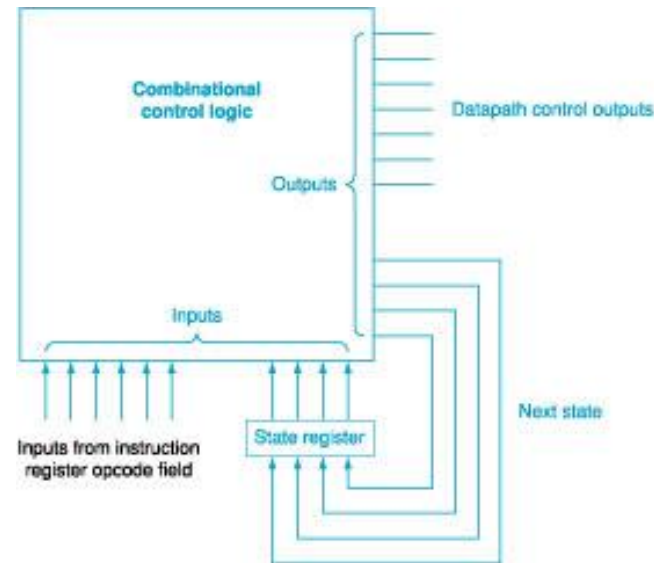 Combinational
control logic
Datapath control outputs
Outputs
Inputs
Next state
State register
Inputs from instruction
register opcode field